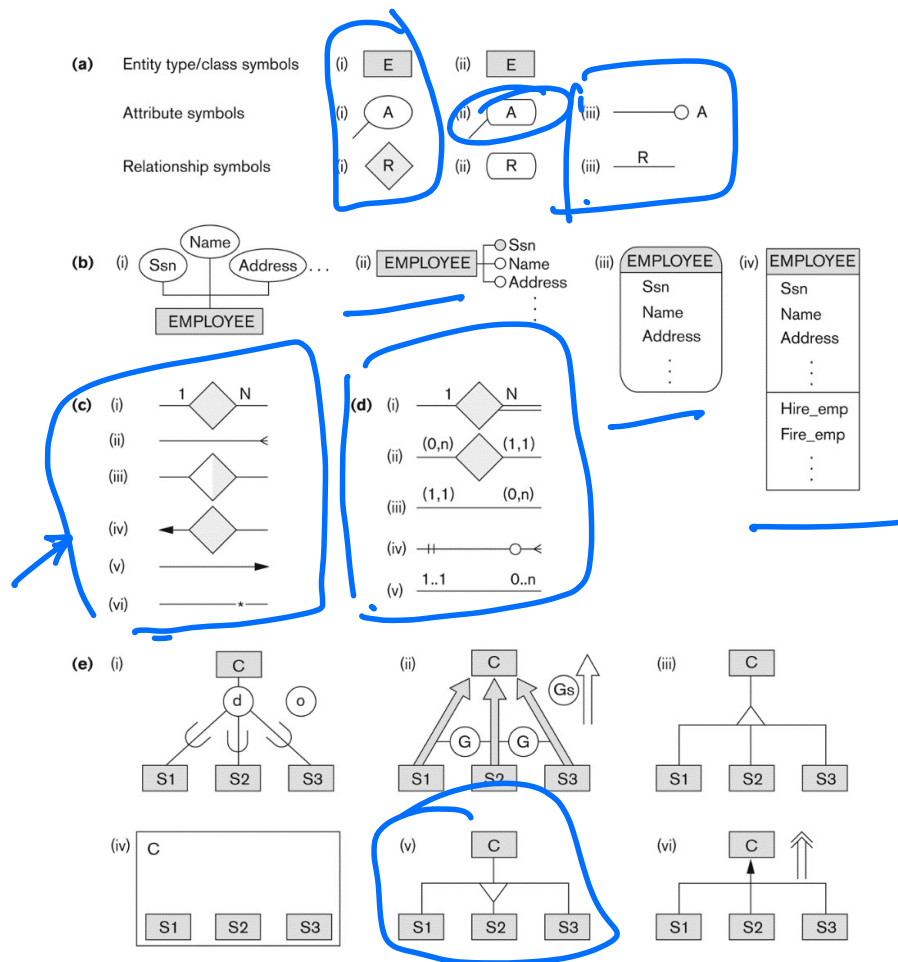 (a) Entity type/class symbols (i) E (ii) E
Attribute symbols (i) A (ii) A (iii) A
Relationship symbols (i) R (ii) R (iii) R
(b) (i) Ssn Name Address . . .
EMPLOYEE
(ii) EMPLOYEE Ssn
Name
Address
(iii) EMPLOYEE
Ssn
Name
Address
(iv) EMPLOYEE
Ssn
Name
Address
Hire_emp
Fire_emp
(c) (i) 1 N
(ii)
(iii)
(iv)
(v)
(vi) *
(d) (i) 1 N
(ii) (0,n) (1,1)
(iii) (1,1) (0,n)
(iv)
(v) 1..1 0..n
(e) (i) C
d o
S1 S2 S3
(ii) C
Gs
G G
S1 S2 S3
(iii) C
S1 S2 S3
(iv) C
S1 S2 S3
(v) C
S1 S2 S3
(vi) C
S1 S2 S3